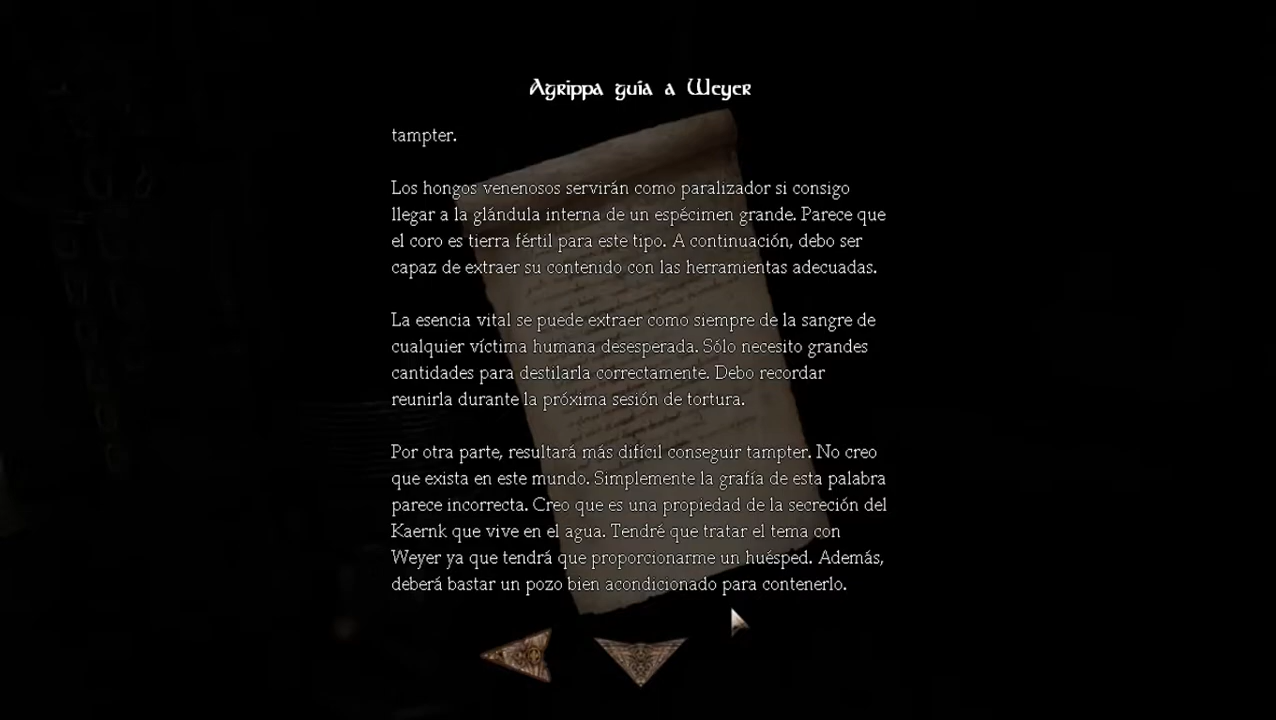 Agrippa guía a Weyer
tampter.
Los hongos venenosos servirán como paralizador si consigo
llegar a la glándula interna de un espécimen grande. Parece que
el coro es tierra fértil para este tipo. A continuación, debo ser
capaz de extraer su contenido con las herramientas adecuadas.
La esencia vital se puede extraer como siempre de la sangre de
cualquier víctima humana desesperada. Sólo necesito grandes
cantidades para destilarla correctamente. Debo recordar
reunirla durante la próxima sesión de tortura.
Por otra parte, resultará más difícil conseguir tampter. No creo
que exista en este mundo. Simplemente la grafía de esta palabra
parece incorrecta. Creo que es una propiedad de la secreción del
Kaernk que vive en el agua. Tendré que tratar el tema con
Weyer ya que tendrá que proporcionarme un huésped. Además,
deberá bastar un pozo bien acondicionado para contenerlo.